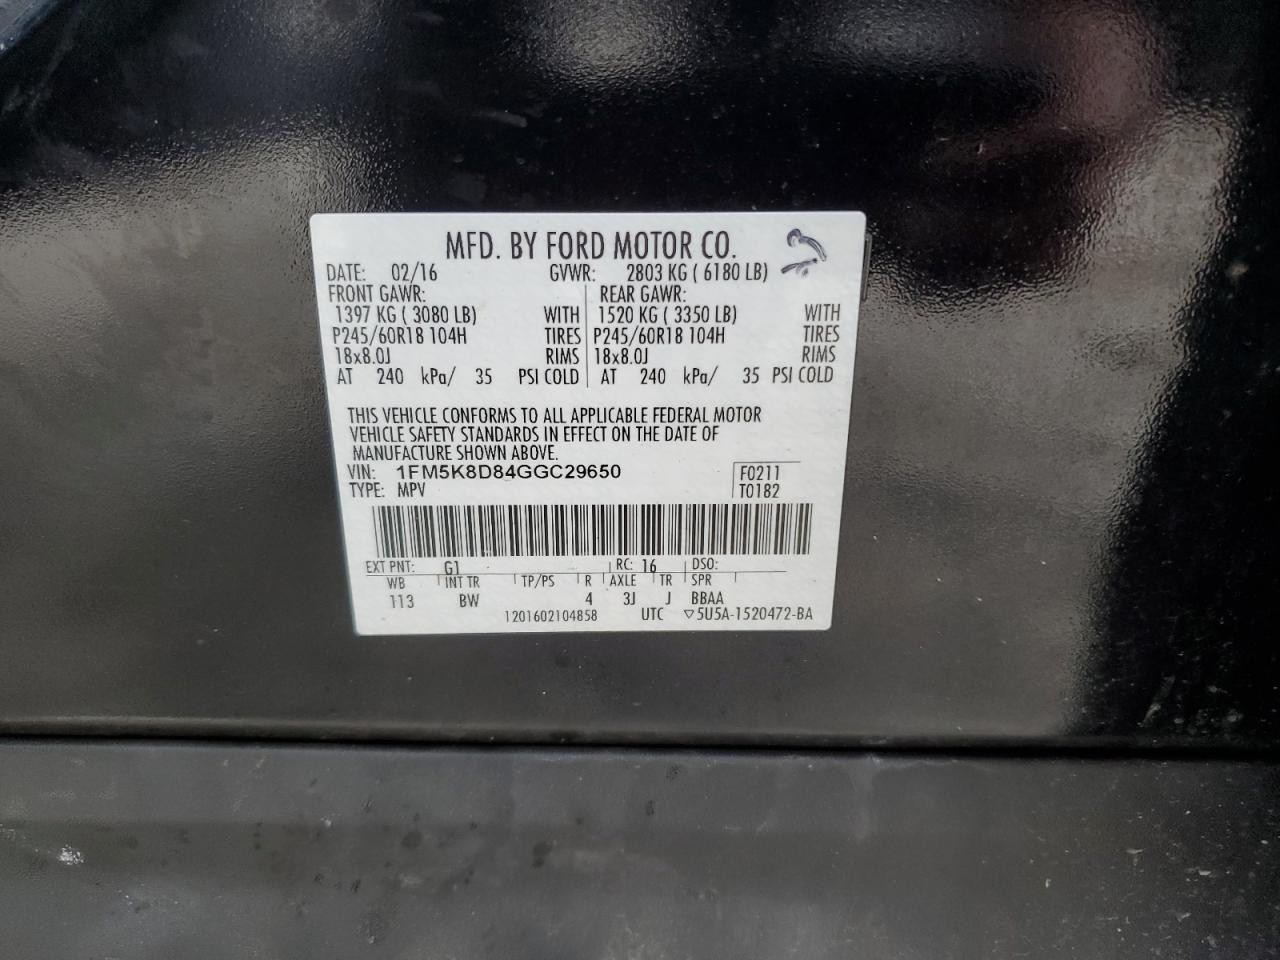 MFD. BY FORD MOTOR CO.
DATE: 02/16 GVWR: 2803 KG ( 6180 LB)
FRONT GAWR: REAR GAWR:
1397 KG ( 3080 LB) WITH 1520 KG ( 3350 LB) WITH
P245/60R18 104H TIRES P245/60R18 104H TIRES
18x8.0J RIMS 18x8.0J RIMS
AT 240 kPa/ 35 PSI COLD AT 240 kPa/ 35 PSI COLD
THIS VEHICLE CONFORMS TO ALL APPLICABLE FEDERAL MOTOR
VEHICLE SAFETY STANDARDS IN EFFECT ON THE DATE OF
MANUFACTURE SHOWN ABOVE.
VIN: 1FM5K8D84GGC29650 F0211
TYPE: MPV T0182
EXT PNT: G1 RC: 16 DSO:
WB INT TR TP/PS R AXLE TR SPR
113 BW 4 3J J BBAA
1201602104858 UTC ▽5U5A-1520472-BA